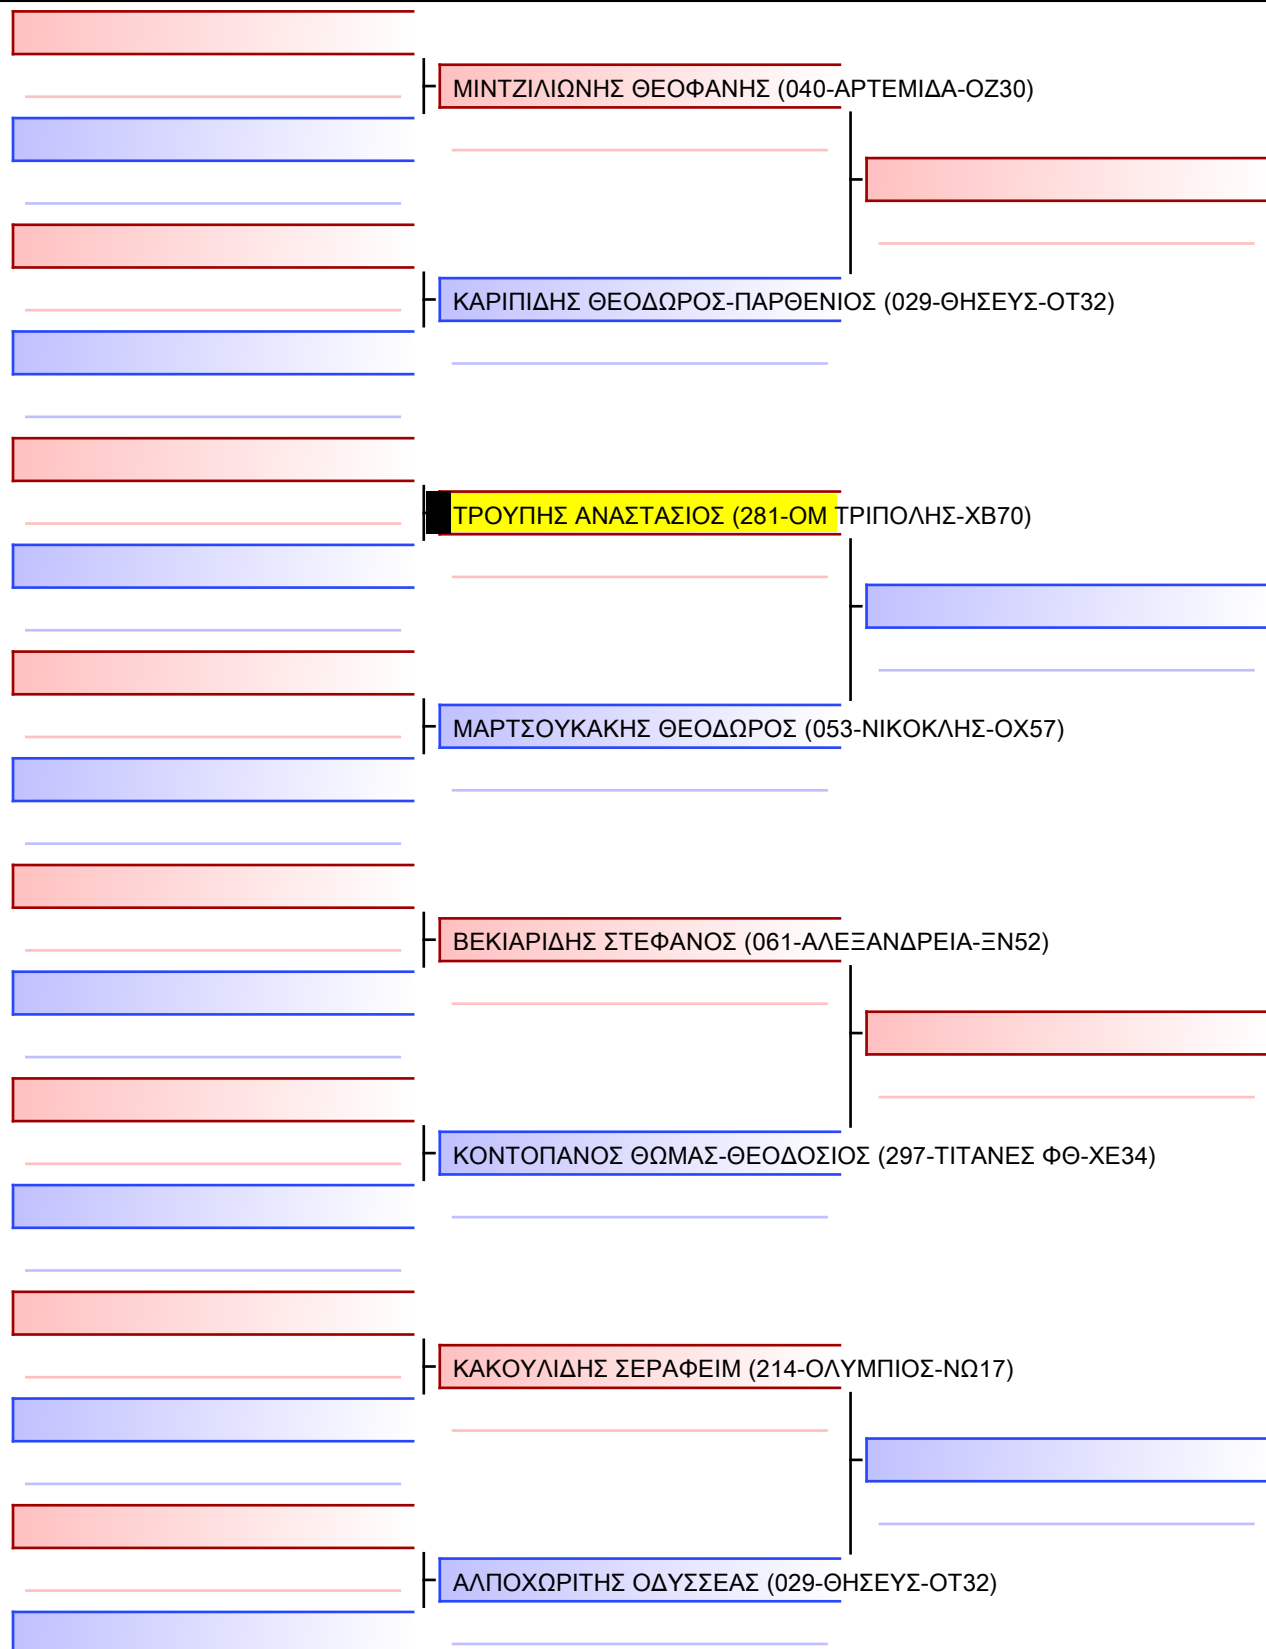 ΜΙΝΤΖΙΛΙΩΝΗΣ ΘΕΟΦΑΝΗΣ (040-ΑΡΤΕΜΙΔΑ-ΟΖ30)
ΚΑΡΙΠΙΔΗΣ ΘΕΟΔΩΡΟΣ-ΠΑΡΘΕΝΙΟΣ (029-ΘΗΣΕΥΣ-ΟΤ32)
ΤΡΟΥΠΗΣ ΑΝΑΣΤΑΣΙΟΣ (281-ΟΜ ΤΡΙΠΟΛΗΣ-ΧΒ70)
ΜΑΡΤΣΟΥΚΑΚΗΣ ΘΕΟΔΩΡΟΣ (053-ΝΙΚΟΚΛΗΣ-ΟΧ57)
ΒΕΚΙΑΡΙΔΗΣ ΣΤΕΦΑΝΟΣ (061-ΑΛΕΞΑΝΔΡΕΙΑ-ΞΝ52)
ΚΟΝΤΟΠΑΝΟΣ ΘΩΜΑΣ-ΘΕΟΔΟΣΙΟΣ (297-ΤΙΤΑΝΕΣ ΦΘ-ΧΕ34)
ΚΑΚΟΥΛΙΔΗΣ ΣΕΡΑΦΕΙΜ (214-ΟΛΥΜΠΙΟΣ-ΝΩ17)
ΑΛΠΟΧΩΡΙΤΗΣ ΟΔΥΣΣΕΑΣ (029-ΘΗΣΕΥΣ-ΟΤ32)